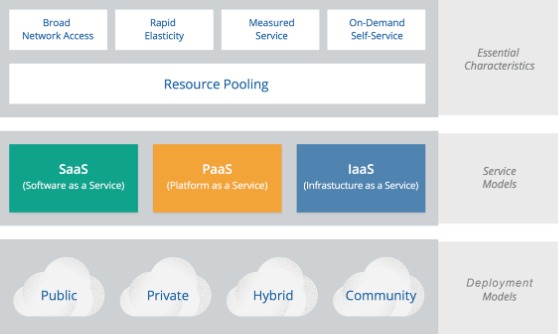 Broad
Network Access
Rapid
Elasticity
Measured
Service
On-Demand
Self-Service
Resource Pooling
Essential
Characteristics
SaaS
(Software as a Service)
PaaS
(Platform as a Service)
IaaS
(Infrastucture as a Service)
Service
Models
Public
Private
Hybrid
Community
Deployment
Models